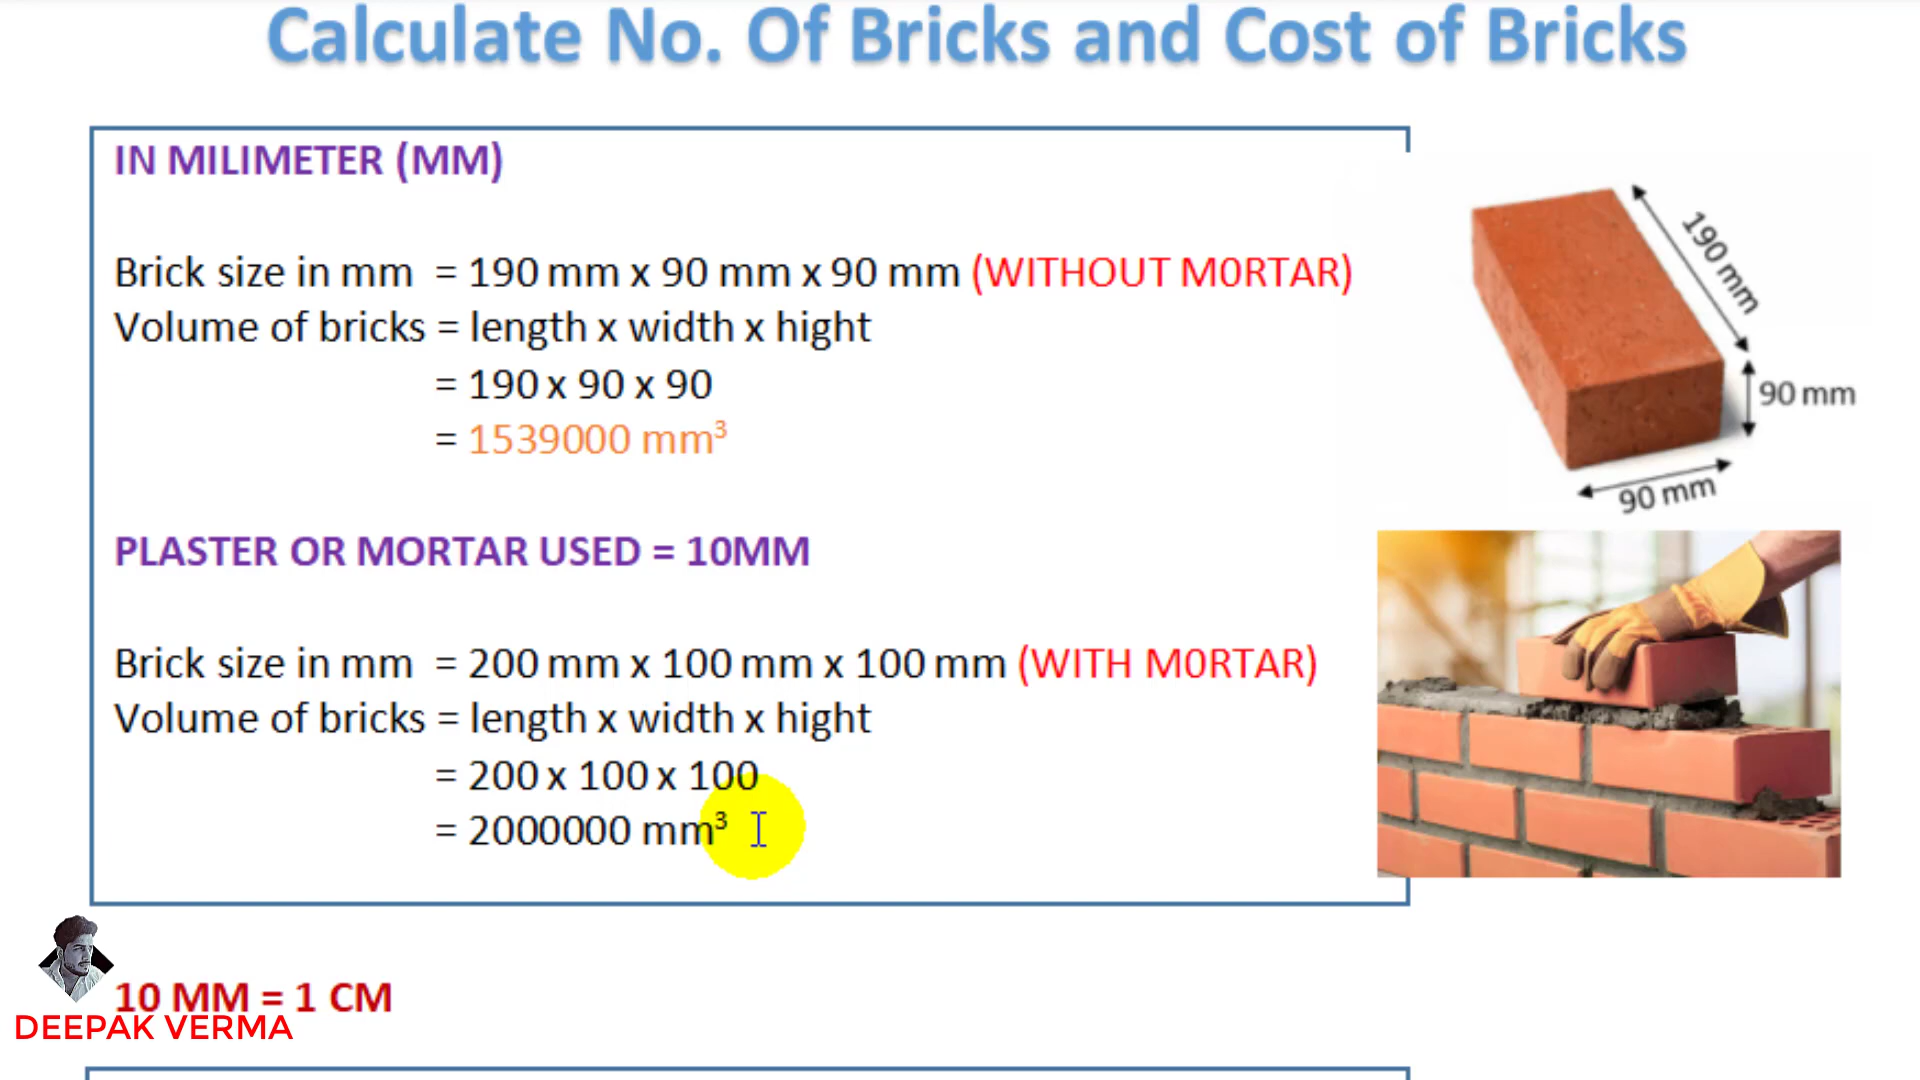 Calculate No. Of Bricks and Cost of Bricks
IN MILIMETER (MM)
Brick size in mm = 190 mm x 90 mm x 90 mm (WITHOUT MORTAR)
Volume of bricks = length x width x hight
= 190 x 90 x 90
= 1539000 mm³
190 mm
90 mm
90 mm
PLASTER OR MORTAR USED = 10MM
Brick size in mm = 200 mm x 100 mm x 100 mm (WITH MORTAR)
Volume of bricks = length x width x hight
= 200 x 100 x 100
= 2000000 mm³
10 MM = 1 CM
DEEPAK VERMA